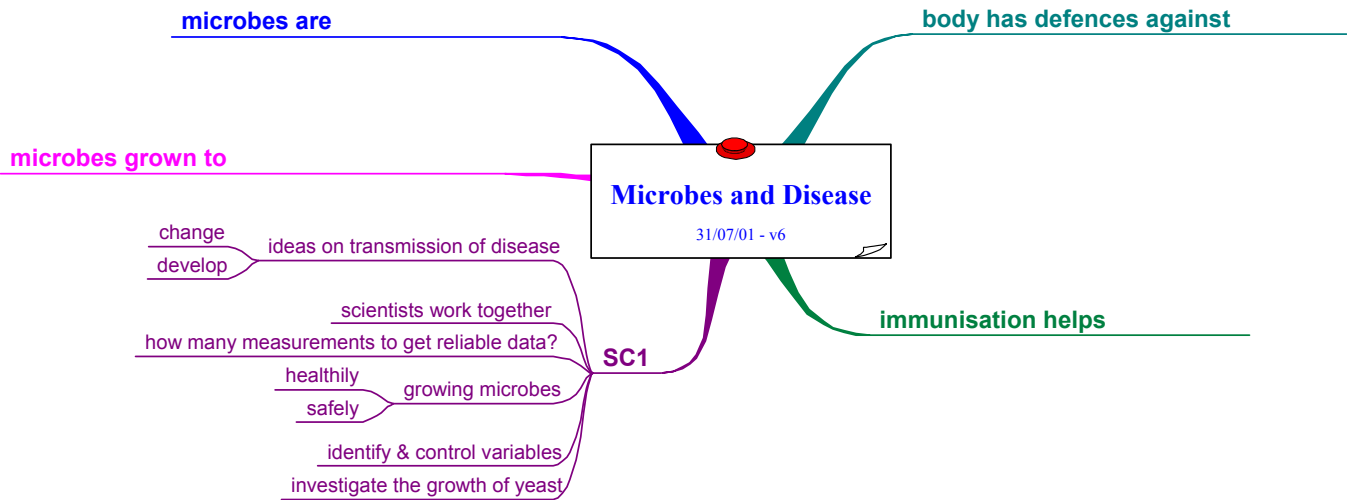 microbes are
body has defences against
microbes grown to
Microbes and Disease
31/07/01 - v6
change
develop
ideas on transmission of disease
scientists work together
how many measurements to get reliable data?
SC1
immunisation helps
healthily
safely
growing microbes
identify & control variables
investigate the growth of yeast